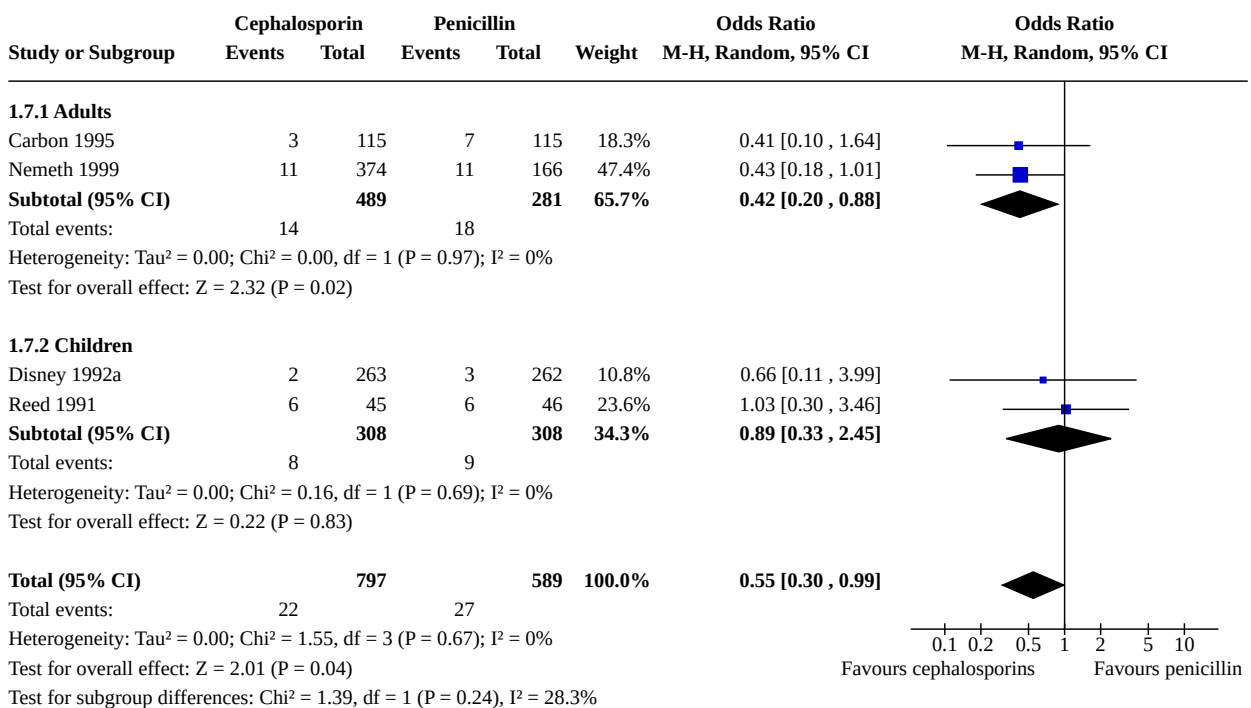 Cephalosporin Penicillin Odds Ratio Odds Ratio
Study or Subgroup Events Total Events Total Weight M-H, Random, 95% CI M-H, Random, 95% CI
1.7.1 Adults
Carbon 1995 3 115 7 115 18.3% 0.41 [0.10 , 1.64]
Nemeth 1999 11 374 11 166 47.4% 0.43 [0.18 , 1.01]
Subtotal (95% CI) 489 281 65.7% 0.42 [0.20 , 0.88]
Total events: 14 18
Heterogeneity: Tau² = 0.00; Chi² = 0.00, df = 1 (P = 0.97); I² = 0%
Test for overall effect: Z = 2.32 (P = 0.02)
1.7.2 Children
Disney 1992a 2 263 3 262 10.8% 0.66 [0.11 , 3.99]
Reed 1991 6 45 6 46 23.6% 1.03 [0.30 , 3.46]
Subtotal (95% CI) 308 308 34.3% 0.89 [0.33 , 2.45]
Total events: 8 9
Heterogeneity: Tau² = 0.00; Chi² = 0.16, df = 1 (P = 0.69); I² = 0%
Test for overall effect: Z = 0.22 (P = 0.83)
Total (95% CI) 797 589 100.0% 0.55 [0.30 , 0.99]
Total events: 22 27
Heterogeneity: Tau² = 0.00; Chi² = 1.55, df = 3 (P = 0.67); I² = 0%
0.1 0.2 0.5 1 2 5 10
Test for overall effect: Z = 2.01 (P = 0.04)
Favours cephalosporins Favours penicillin
Test for subgroup differences: Chi² = 1.39, df = 1 (P = 0.24), I² = 28.3%